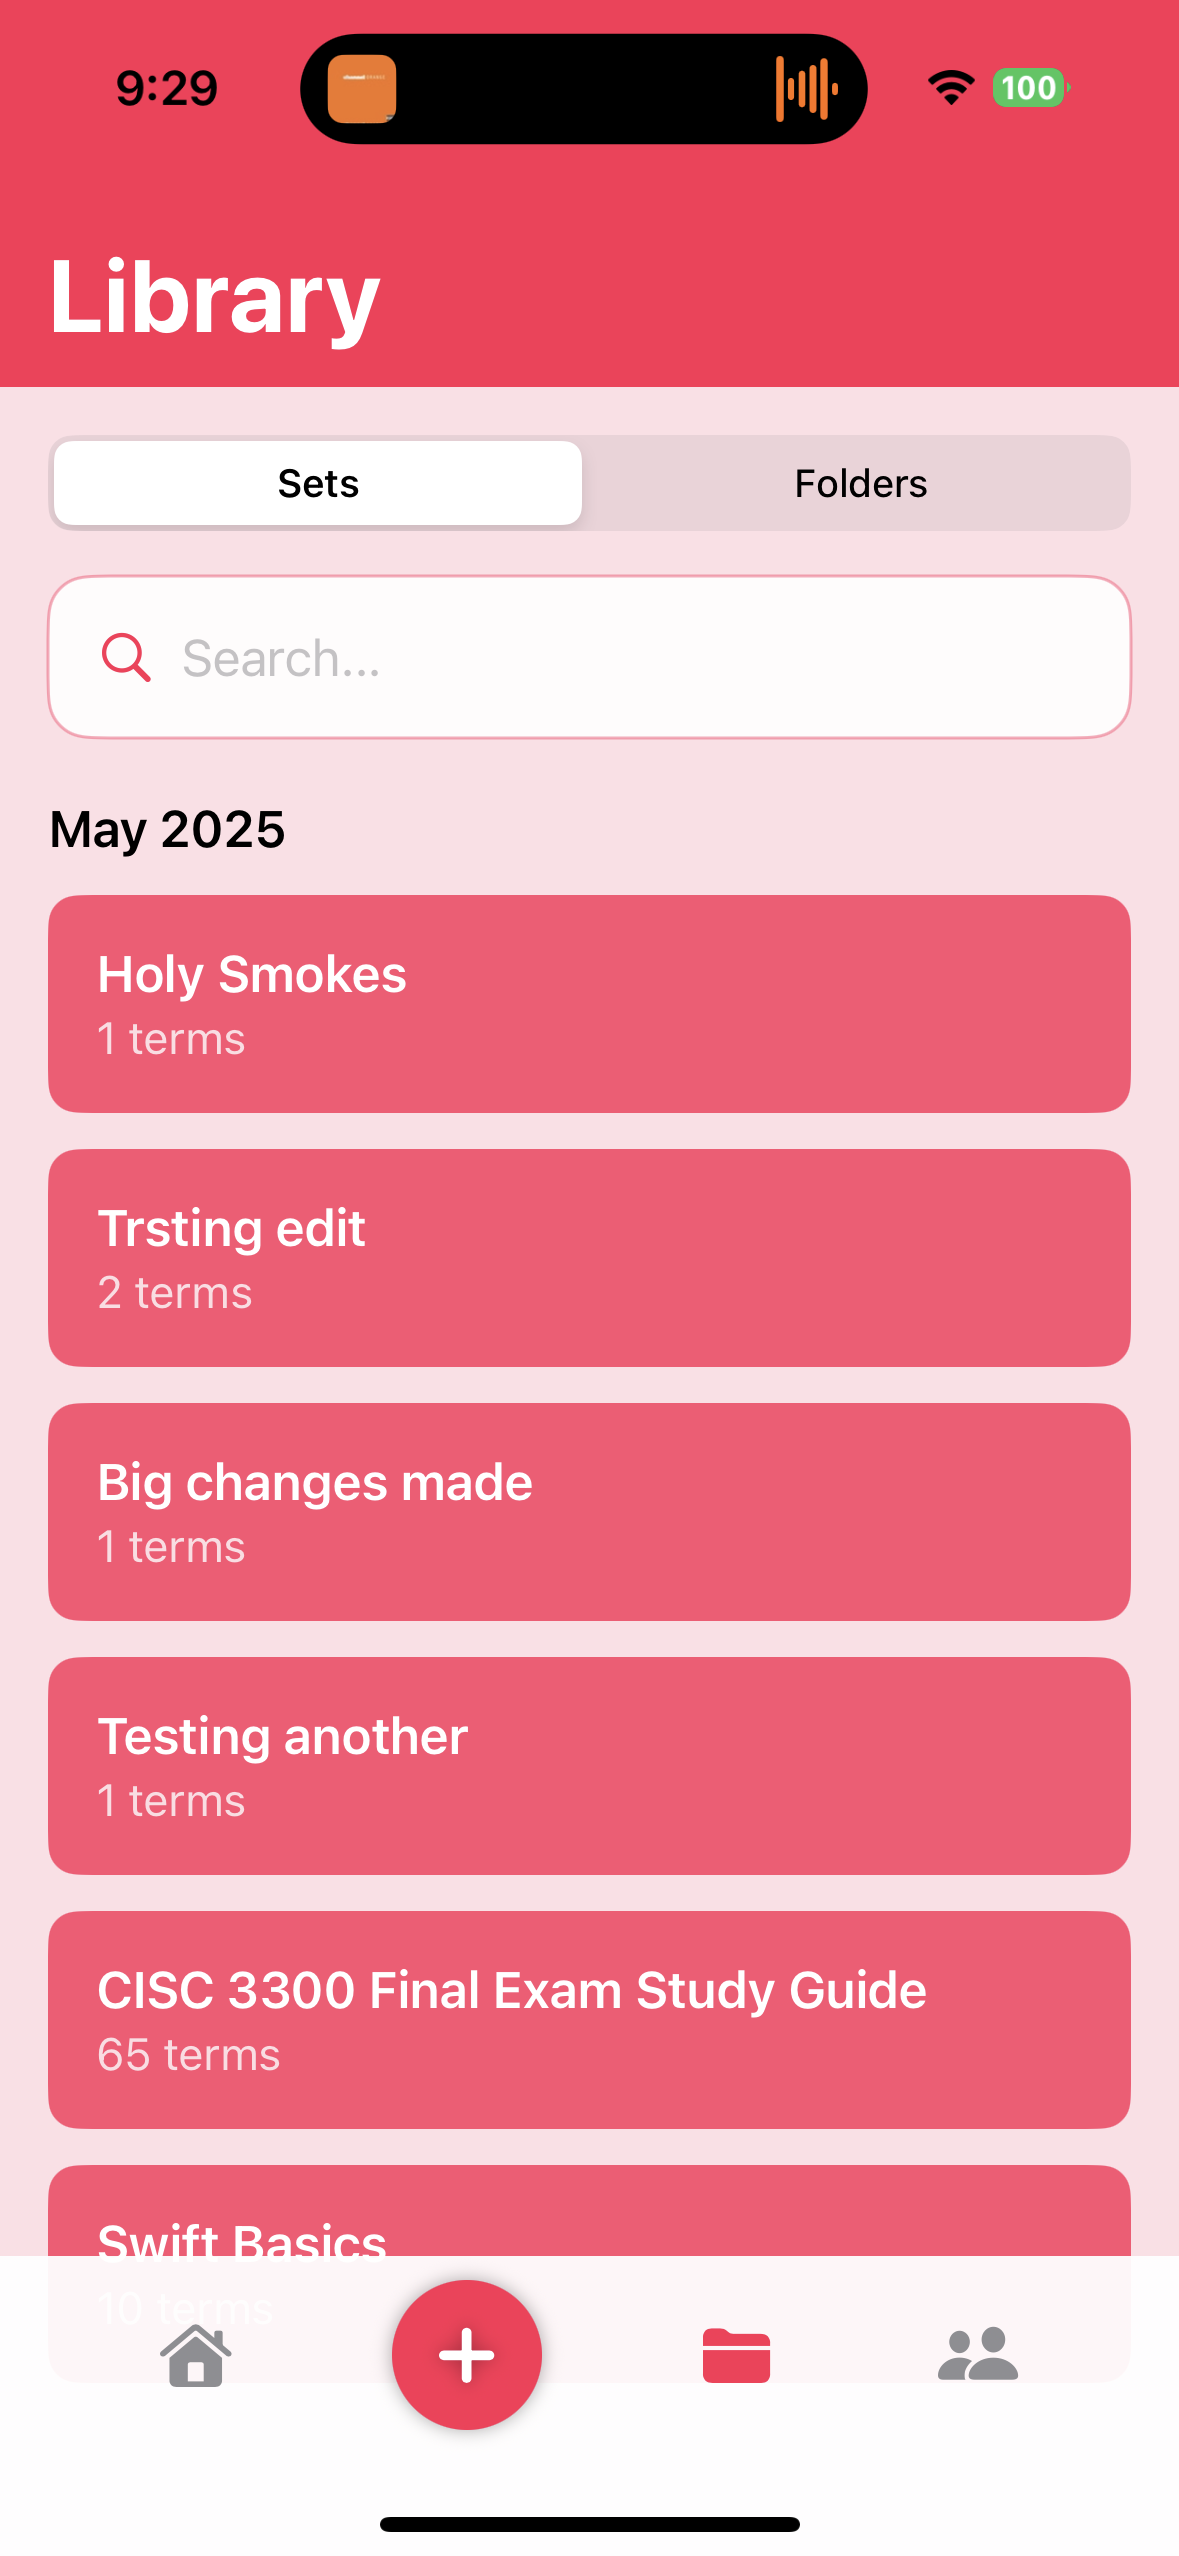 9:29
100
Library
Sets
Folders
Search...
May 2025
Holy Smokes
1 terms
Trsting edit
2 terms
Big changes made
1 terms
Testing another
1 terms
CISC 3300 Final Exam Study Guide
65 terms
Swift Basics
10 terms